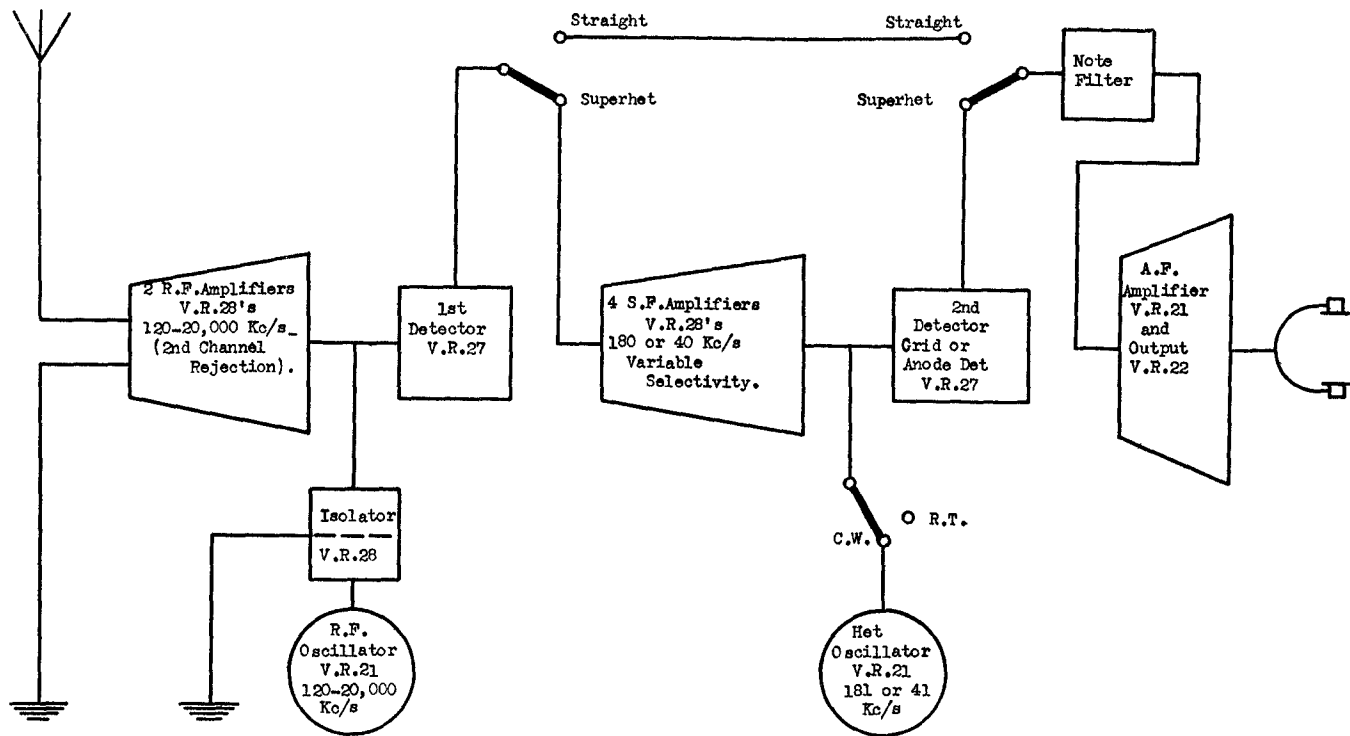 Straight
Straight
Superhet
Superhet
Note
Filter
2 R.F.Amplifiers
V.R.28's
120-20,000 Kc/s_
(2nd Channel
Rejection).
1st
Detector
V.R.27
4 S.F.Amplifiers
V.R.28's
180 or 40 Kc/s
Variable
Selectivity.
2nd
Detector
Grid or
Anode Det
V.R.27
A.F.
Amplifier
V.R.21
and
Output
V.R.22
Isolator
V.R.28
C.W.
R.T.
R.F.
Oscillator
V.R.21
120-20,000
Kc/s
Het
Oscillator
V.R.21
181 or 41
Kc/s